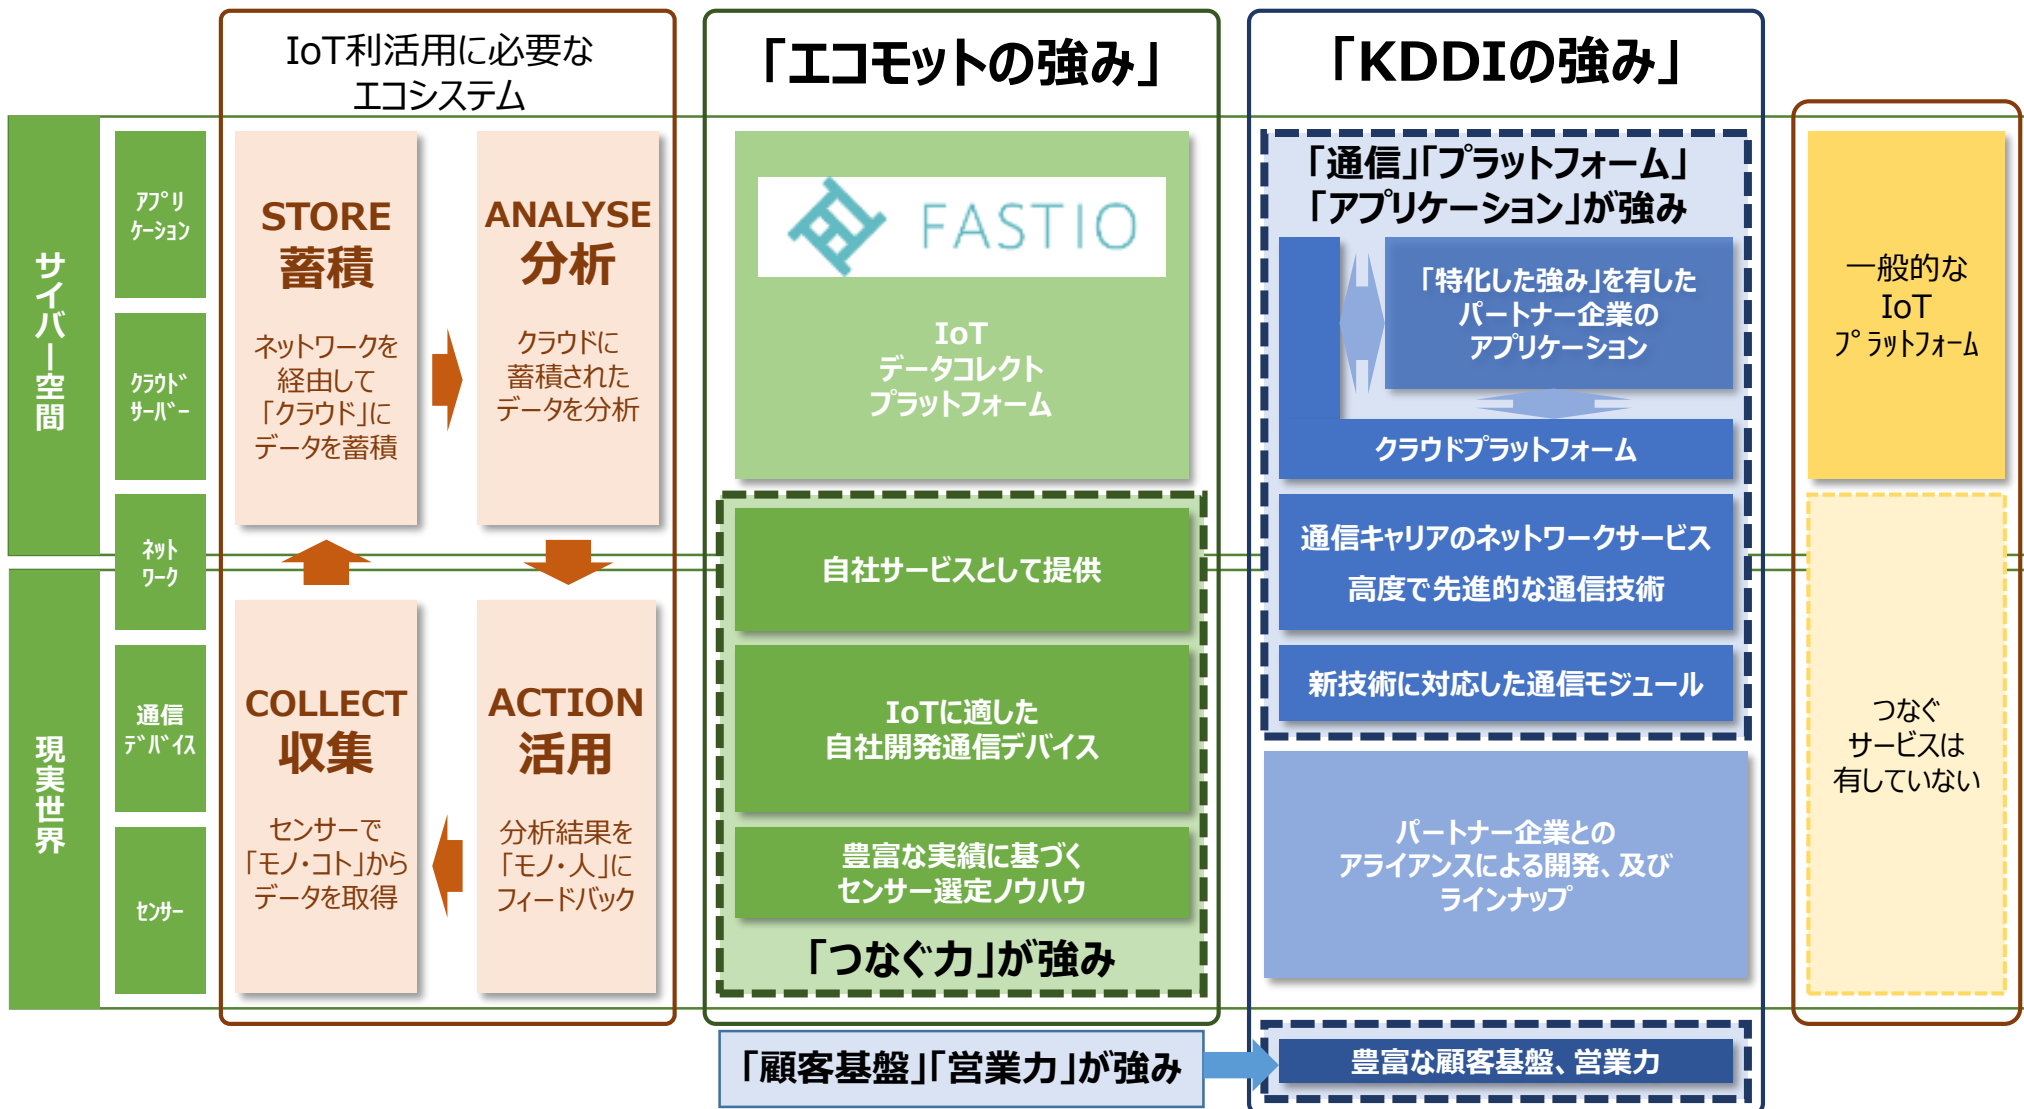 IoT利活用に必要な
エコシステム
「エコモットの強み」
「KDDIの強み」
サイバー空間
現実世界
ｱﾌﾟﾘ
ｹｰｼｮﾝ
ｸﾗｳﾄﾞ
ｻｰﾊﾞｰ
ﾈｯﾄ
ﾜｰｸ
通信
ﾃﾞﾊﾞｲｽ
ｾﾝｻｰ
STORE
蓄積
ネットワークを
経由して
「クラウド」に
データを蓄積
ANALYSE
分析
クラウドに
蓄積された
データを分析
COLLECT
収集
センサーで
「モノ・コト」から
データを取得
ACTION
活用
分析結果を
「モノ・人」に
フィードバック
FASTIO
IoT
データコレクト
プラットフォーム
自社サービスとして提供
IoTに適した
自社開発通信デバイス
豊富な実績に基づく
センサー選定ノウハウ
「つなぐ力」が強み
「通信」「プラットフォーム」
「アプリケーション」が強み
「特化した強み」を有した
パートナー企業の
アプリケーション
クラウドプラットフォーム
通信キャリアのネットワークサービス
高度で先進的な通信技術
新技術に対応した通信モジュール
パートナー企業との
アライアンスによる開発、及び
ラインナップ
一般的な
IoT
ﾌﾟﾗｯﾄﾌｫｰﾑ
つなぐ
サービスは
有していない
「顧客基盤」「営業力」が強み
豊富な顧客基盤、営業力